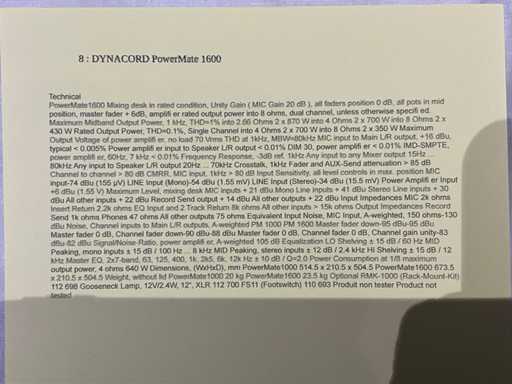 8 : DYNACORD PowerMate 1600
Technical
PowerMate1600 Mixing desk in rated condition, Unity Gain ( MIC Gain 20 dB ), all faders position 0 dB, all pots in mid
position, master fader + 6dB, amplifi er rated output power into 8 ohms, dual channel, unless otherwise specifi ed.
Maximum Midband Output Power, 1 kHz, THD=1% into 2.66 Ohms 2 x 870 W into 4 Ohms 2 x 700 W into 8 Ohms 2 x
430 W Rated Output Power, THD=0.1%, Single Channel into 4 Ohms 2 x 700 W into 8 Ohms 2 x 350 W Maximum
Output Voltage of power amplifi er, no load 70 Vrms THD at 1kHz, MBW=80kHz MIC input to Main L/R output, +16 dBu,
typical < 0.005% Power amplifi er input to Speaker L/R output < 0.01% DIM 30, power amplifi er < 0.01% IMD-SMPTE,
power amplifi er, 60Hz, 7 kHz < 0.01% Frequency Response, -3dB ref. 1kHz Any input to any Mixer output 15Hz ...
80kHz Any input to Speaker L/R output 20Hz ... 70kHz Crosstalk, 1kHz Fader and AUX-Send attenuation > 85 dB
Channel to channel > 80 dB CMRR, MIC input, 1kHz > 80 dB Input Sensitivity, all level controls in max. position MIC
input-74 dBu (155 µV) LINE Input (Mono)-54 dBu (1.55 mV) LINE Input (Stereo)-34 dBu (15.5 mV) Power Amplifi er Input
+6 dBu (1.55 V) Maximum Level, mixing desk MIC inputs + 21 dBu Mono Line inputs + 41 dBu Stereo Line inputs + 30
dBu All other inputs + 22 dBu Record Send output + 14 dBu All other outputs + 22 dBu Input Impedances MIC 2k ohms
Insert Return 2.2k ohms EQ Input and 2 Track Return 8k ohms All other inputs > 15k ohms Output Impedances Record
Send 1k ohms Phones 47 ohms All other outputs 75 ohms Equivalent Input Noise, MIC Input, A-weighted, 150 ohms-130
dBu Noise, Channel inputs to Main L/R outputs, A-weighted PM 1000 PM 1600 Master fader down-95 dBu-95 dBu
Master fader 0 dB, Channel fader down-90 dBu-88 dBu Master fader 0 dB, Channel fader 0 dB, Channel gain unity-83
dBu-82 dBu Signal/Noise-Ratio, power amplifi er, A-weighted 105 dB Equalization LO Shelving ± 15 dB / 60 Hz MID
Peaking, mono inputs ± 15 dB / 100 Hz ... 8 kHz MID Peaking, stereo inputs ± 12 dB / 2,4 kHz HI Shelving ± 15 dB / 12
kHz Master EQ, 2x7-band, 63, 125, 400, 1k, 2k5, 6k, 12k Hz ± 10 dB / Q=2.0 Power Consumption at 1/8 maximum
output power, 4 ohms 640 W Dimensions, (WxHxD), mm PowerMate1000 514.5 x 210.5 x 504.5 PowerMate1600 673.5
x 210.5 x 504.5 Weight, without lid PowerMate1000 20 kg PowerMate1600 23.5 kg Optional RMK-1000 (Rack-Mount-Kit)
112 698 Gooseneck Lamp, 12V/2.4W, 12", XLR 112 700 FS11 (Footswitch) 110 693 Produit non tester Product not
tested